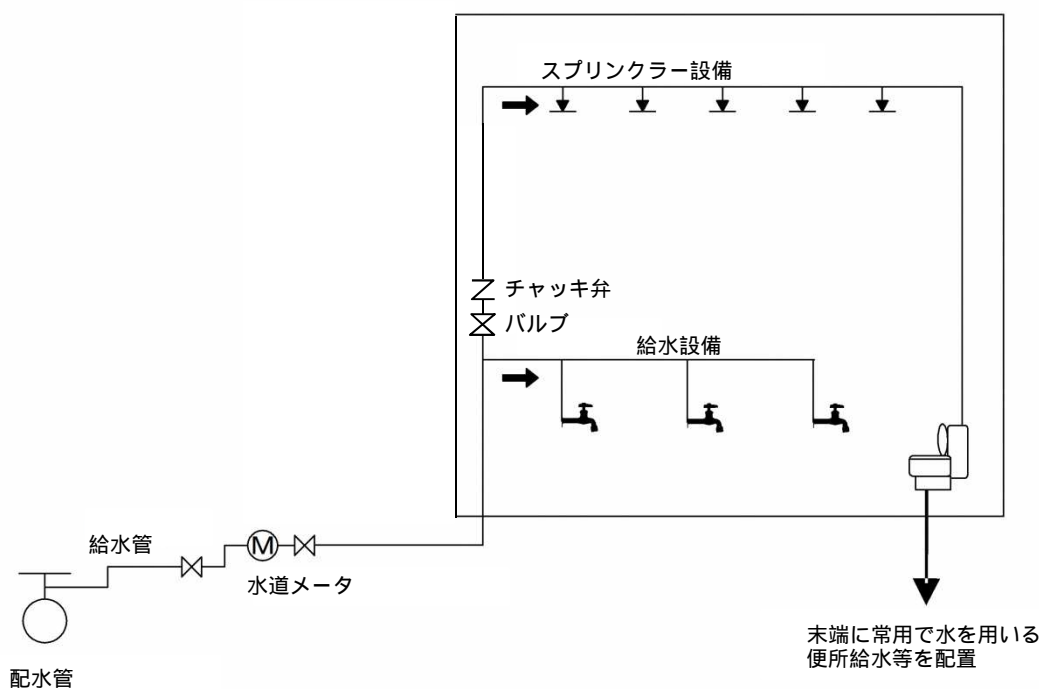 スプリンクラー設備
チャッキ弁
バルブ
給水設備
給水管
M
水道メータ
配水管
末端に常用で水を用いる
便所給水等を配置